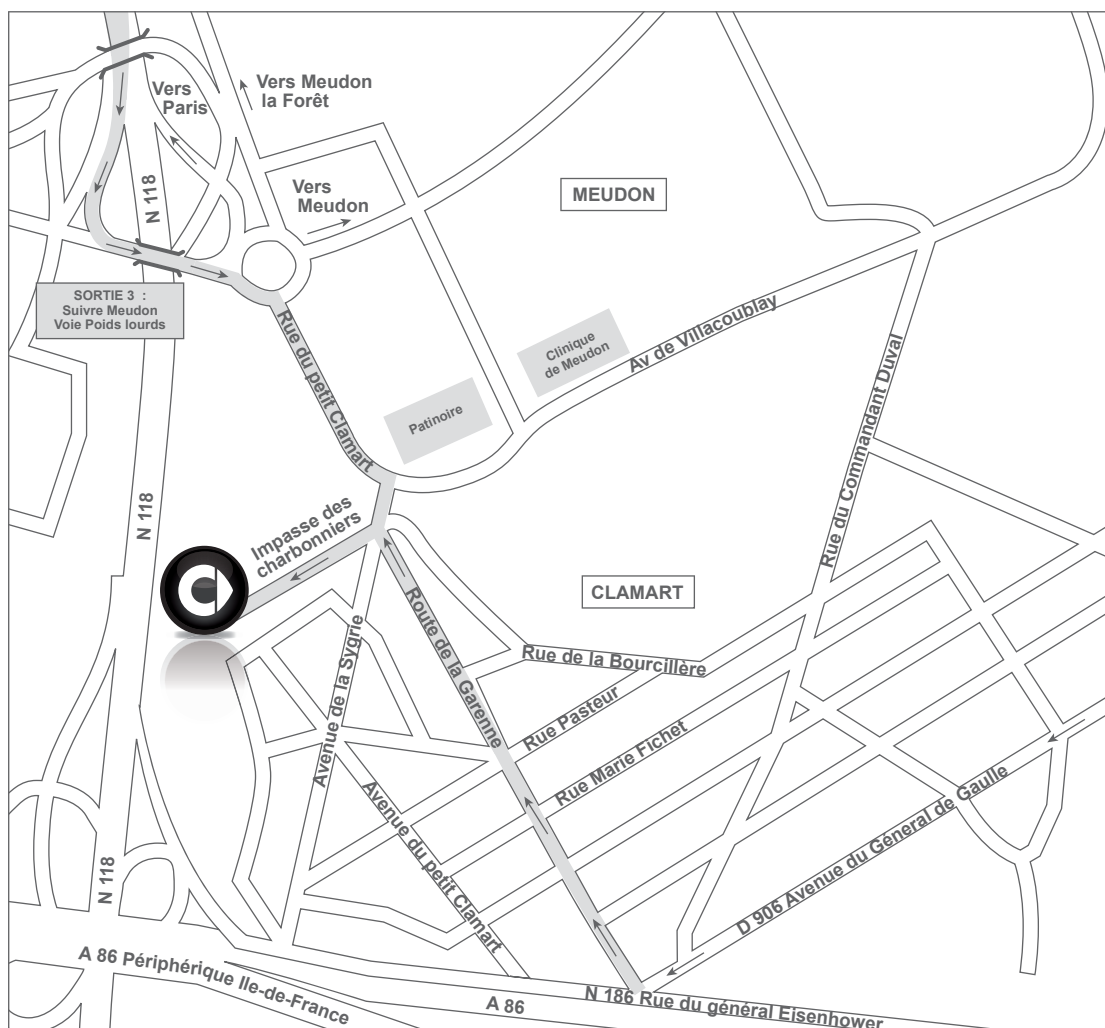 Vers
Paris
Vers Meudon
la Forêt
Vers
Meudon
MEUDON
N 118
SORTIE 3 :
Suivre Meudon
Voie Poids lourds
Rue du petit Clamart
Clinique
de Meudon
Av de Villacoublay
Patinoire
Rue du Commandant Duval
N 118
Impasse des
charbonniers
CLAMART
Route de la Garenne
Rue de la Bourcillère
Avenue de la Sygrie
Rue Pasteur
Rue Marie Fichet
Avenue du petit Clamart
D 906 Avenue du Géneral de Gaulle
N 118
A 86 Périphérique Ile-de-France
A 86
N 186 Rue du général Eisenhower